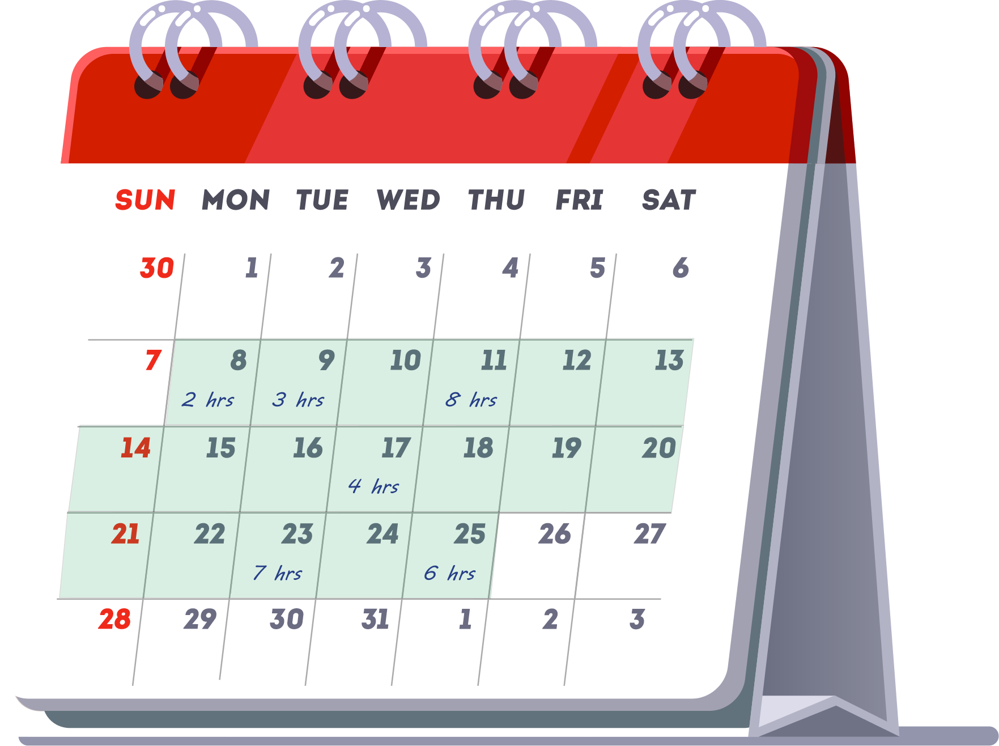 SUN MON TUE WED THU FRI SAT
30 1 2 3 4 5 6
7 8 9 10 11 12 13
2 hrs 3 hrs 8 hrs
14 15 16 17 18 19 20
4 hrs
21 22 23 24 25 26 27
7 hrs 6 hrs
28 29 30 31 1 2 3